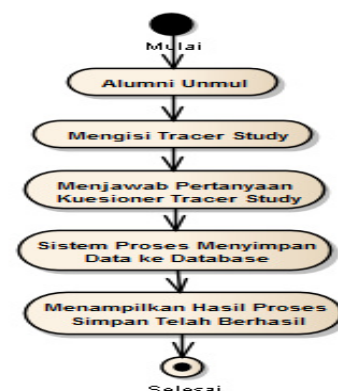 Mulai
Alumni Unmul
Mengisi Tracer Study
Menjawab Pertanyaan
Kuesioner Tracer Study
Sistem Proses Menyimpan
Data ke Database
Menampilkan Hasil Proses
Simpan Telah Berhasil
Selesai